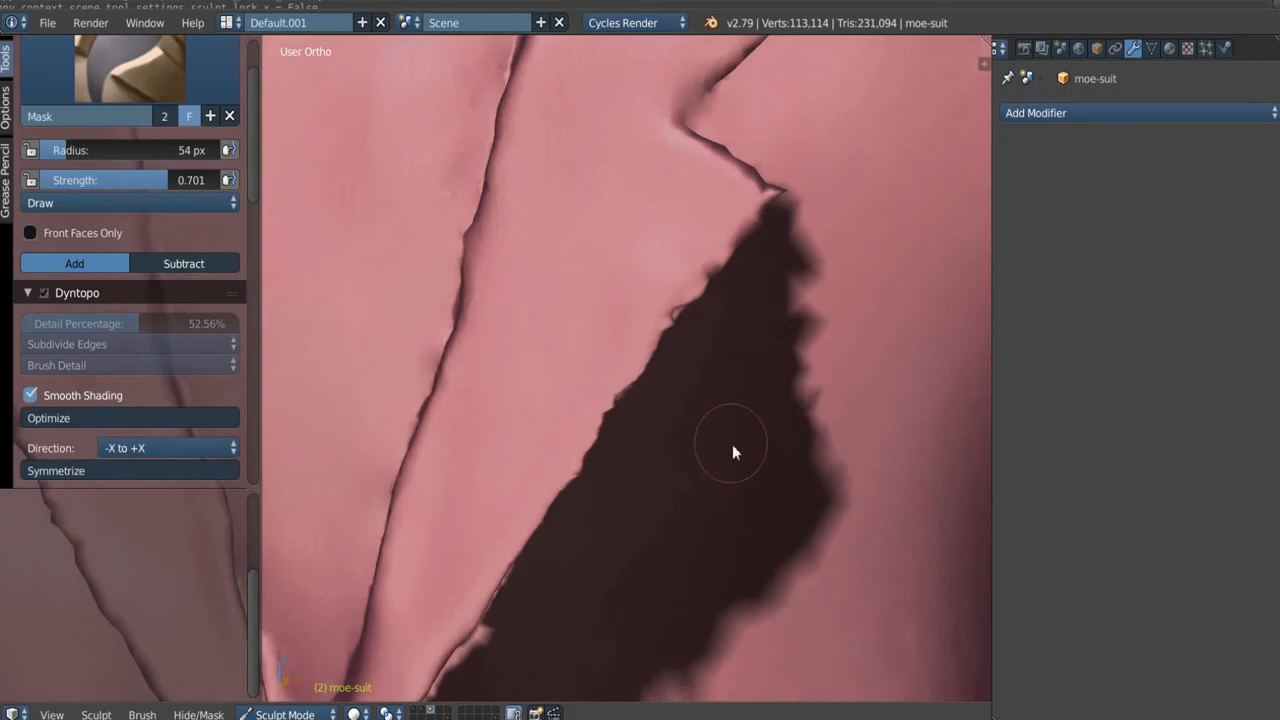 File Render Window Help Default.001 Scene Cycles Render v2.79 | Verts:113,114 | Tris:231,094 | moe-suit
User Ortho
Tools
Options
Grease Pencil
Mask 2 F
Radius: 54 px
Strength: 0.701
Draw
Front Faces Only
Add Subtract
Dyntopo
Detail Percentage: 52.56%
Subdivide Edges
Brush Detail
Smooth Shading
Optimize
Direction: -X to +X
Symmetrize
moe-suit
Add Modifier
(2) moe-suit
View Sculpt Brush Hide/Mask Sculpt Mode